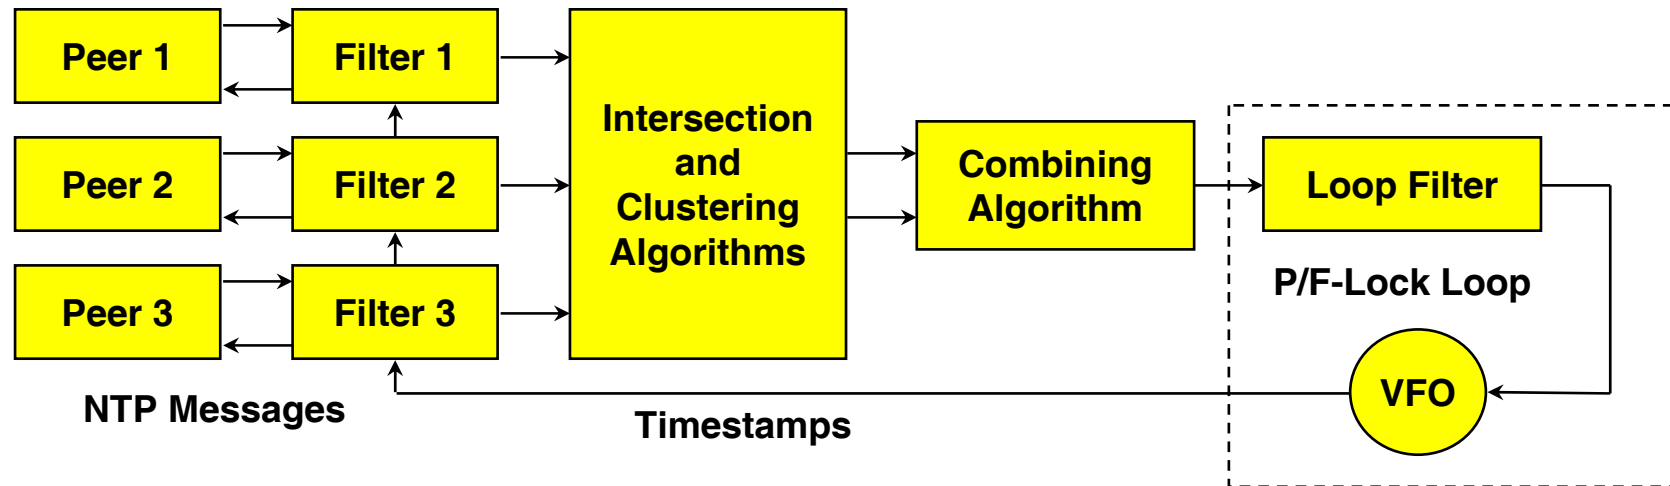 Peer 1
Filter 1
Peer 2
Filter 2
Peer 3
Filter 3
Intersection
and
Clustering
Algorithms
Combining
Algorithm
Loop Filter
P/F-Lock Loop
VFO
NTP Messages
Timestamps